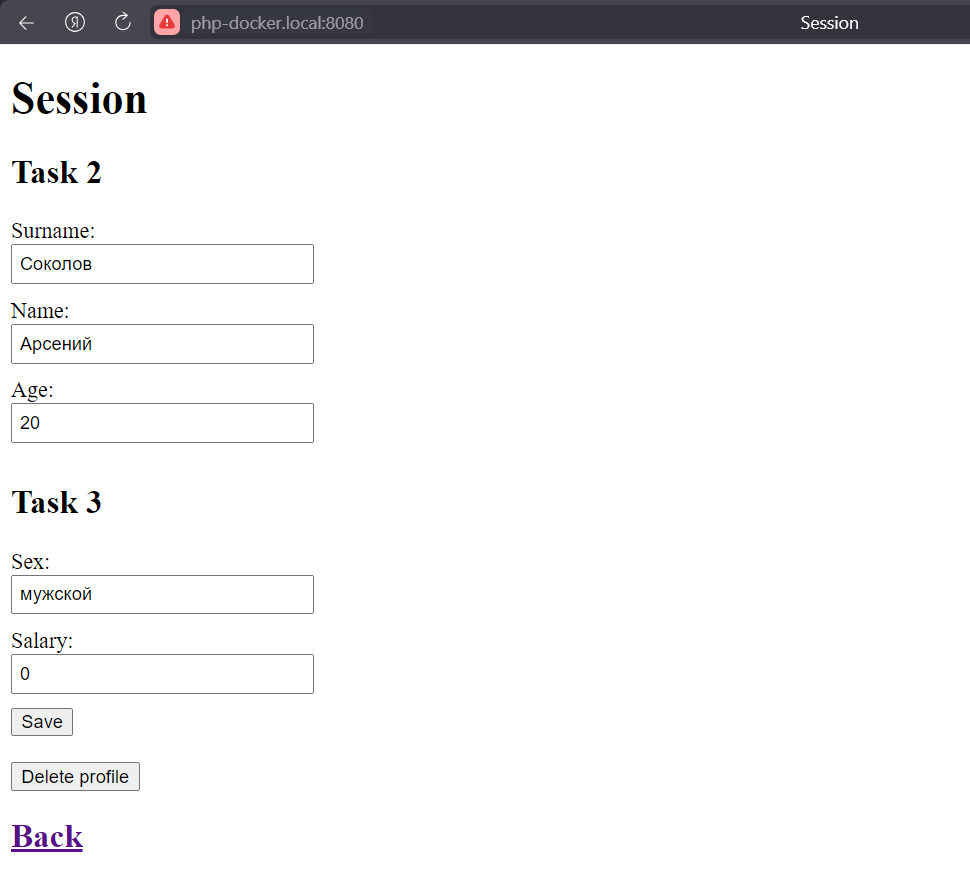 php-docker.local:8080 Session
Session
Task 2
Surname:
Соколов
Name:
Арсений
Age:
20
Task 3
Sex:
мужской
Salary:
0
Save
Delete profile
Back